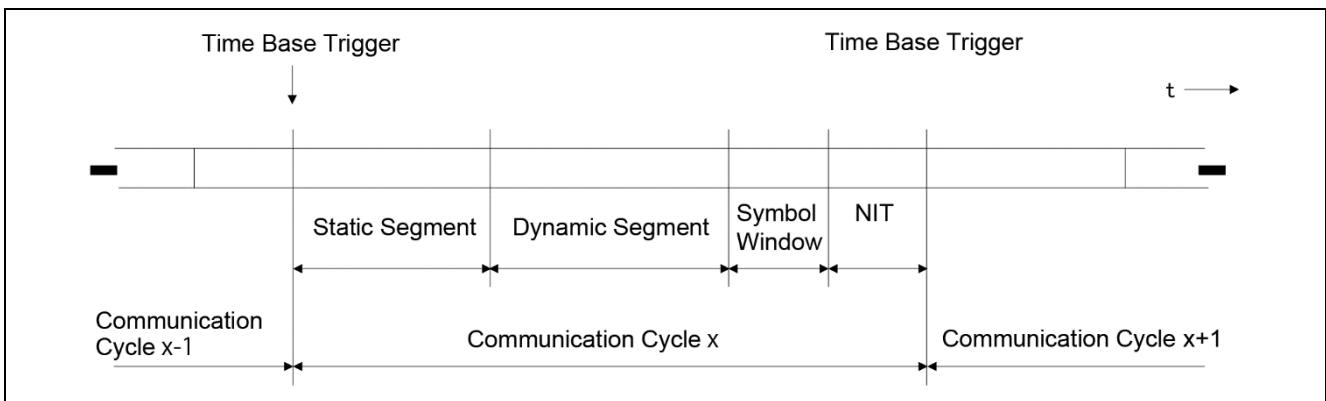 Time Base Trigger
Time Base Trigger
t
Static Segment
Dynamic Segment
Symbol
Window
NIT
Communication
Cycle x-1
Communication Cycle x
Communication Cycle x+1